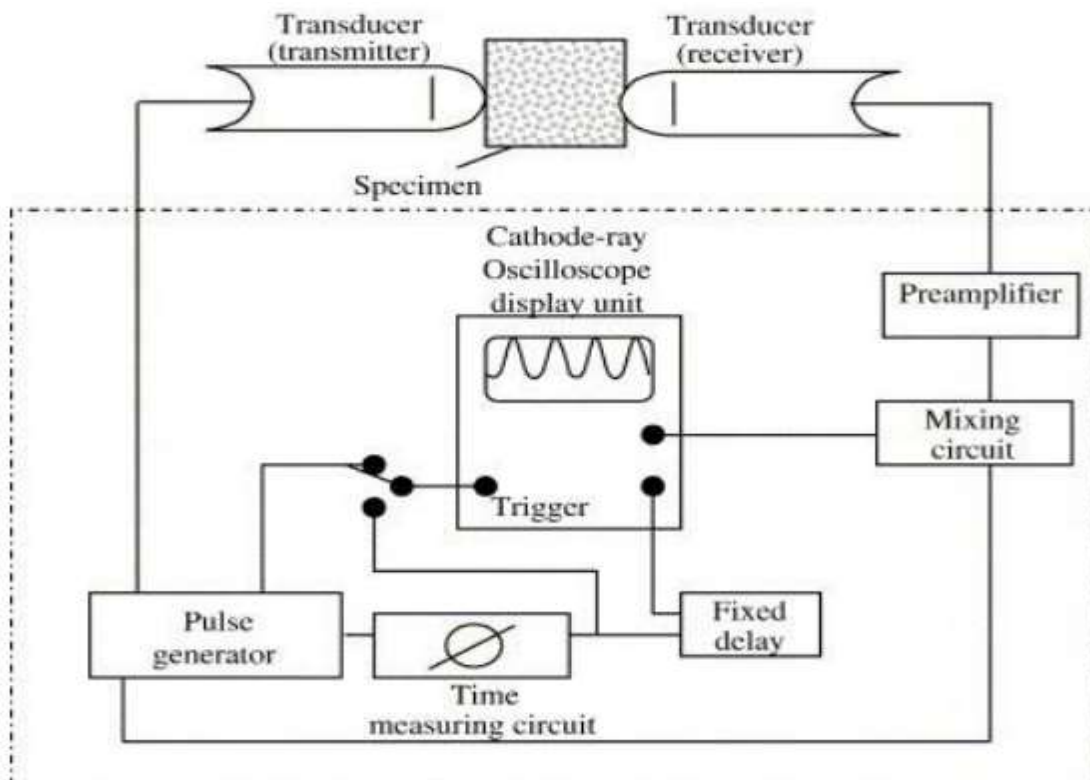 Transducer
(transmitter)
Transducer
(receiver)
Specimen
Cathode-ray
Oscilloscope
display unit
Preamplifier
Mixing
circuit
Trigger
Pulse
generator
Fixed
delay
Time
measuring circuit